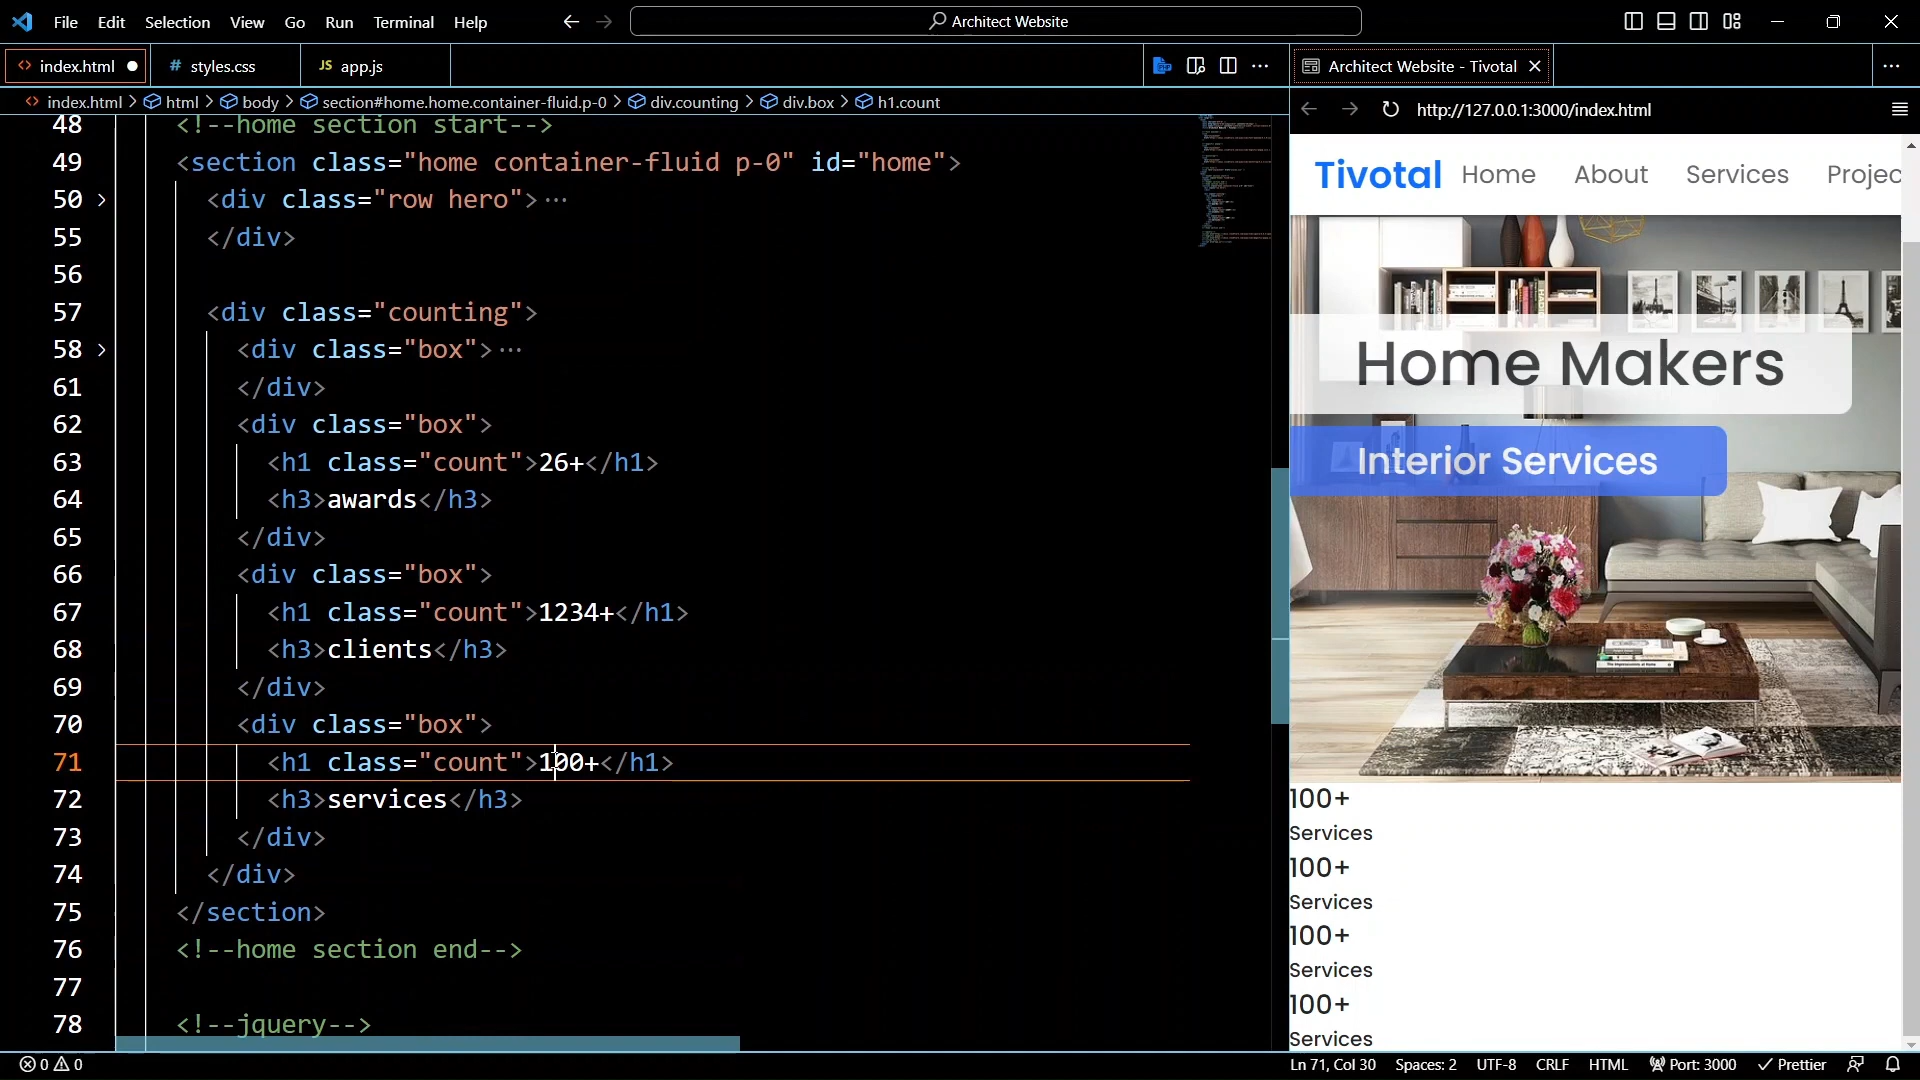 File Edit Selection View Go Run Terminal Help
Architect Website
<> index.html
# styles.css
JS app.js
Architect Website - Tivotal
<> index.html > html > body > section#home.home.container-fluid.p-0 > div.counting > div.box > h1.count
http://127.0.0.1:3000/index.html
48 <!--home section start-->
49 <section class="home container-fluid p-0" id="home">
50 > <div class="row hero">···
55 </div>
56
57 <div class="counting">
58 > <div class="box">···
61 </div>
62 <div class="box">
63 <h1 class="count">26+</h1>
64 <h3>awards</h3>
65 </div>
66 <div class="box">
67 <h1 class="count">1234+</h1>
68 <h3>clients</h3>
69 </div>
70 <div class="box">
71 <h1 class="count">100+</h1>
72 <h3>services</h3>
73 </div>
74 </div>
75 </section>
76 <!--home section end-->
77
78 <!--jquery-->
Tivotal Home About Services Projec
Home Makers
Interior Services
100+
Services
100+
Services
100+
Services
100+
Services
0 0
Ln 71, Col 30 Spaces: 2 UTF-8 CRLF HTML Port: 3000 Prettier